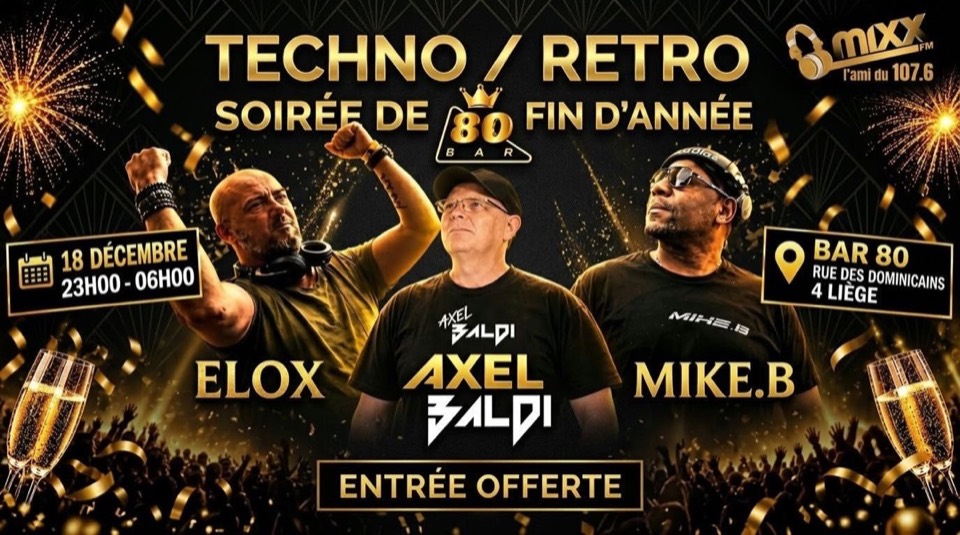 TECHNO / RETRO
SOIRÉE DE
80
BAR
FIN D'ANNÉE
mixx
FM
l'ami du 107.6
18 DÉCEMBRE
23H00 - 06H00
BAR 80
RUE DES DOMINICAINS
4 LIÈGE
AXEL
BALDI
MIKE.B
ELOX
AXEL
BALDI
MIKE.B
ENTRÉE OFFERTE